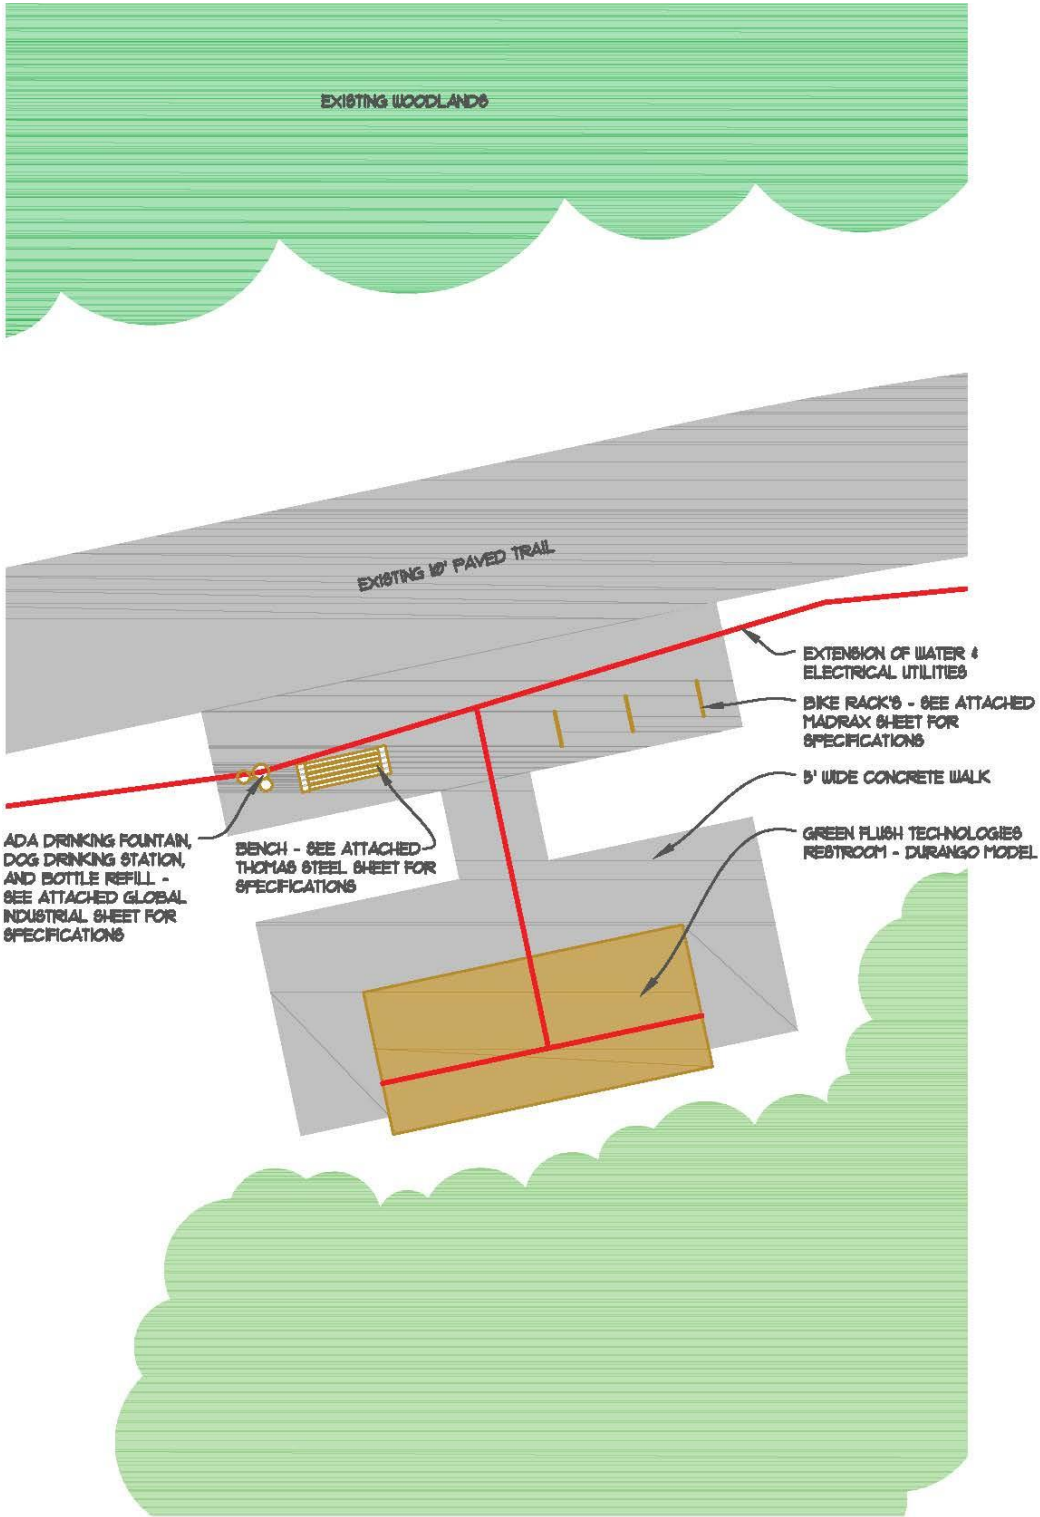 EXISTING WOODLANDS
EXISTING 10' PAVED TRAIL
EXTENSION OF WATER &
ELECTRICAL UTILITIES
BIKE RACK'S - SEE ATTACHED
MADRAX SHEET FOR
SPECIFICATIONS
5' WIDE CONCRETE WALK
GREEN FLUSH TECHNOLOGIES
RESTROOM - DURANGO MODEL
ADA DRINKING FOUNTAIN,
DOG DRINKING STATION,
AND BOTTLE REFILL -
SEE ATTACHED GLOBAL
INDUSTRIAL SHEET FOR
SPECIFICATIONS
BENCH - SEE ATTACHED
THOMAS STEEL SHEET FOR
SPECIFICATIONS